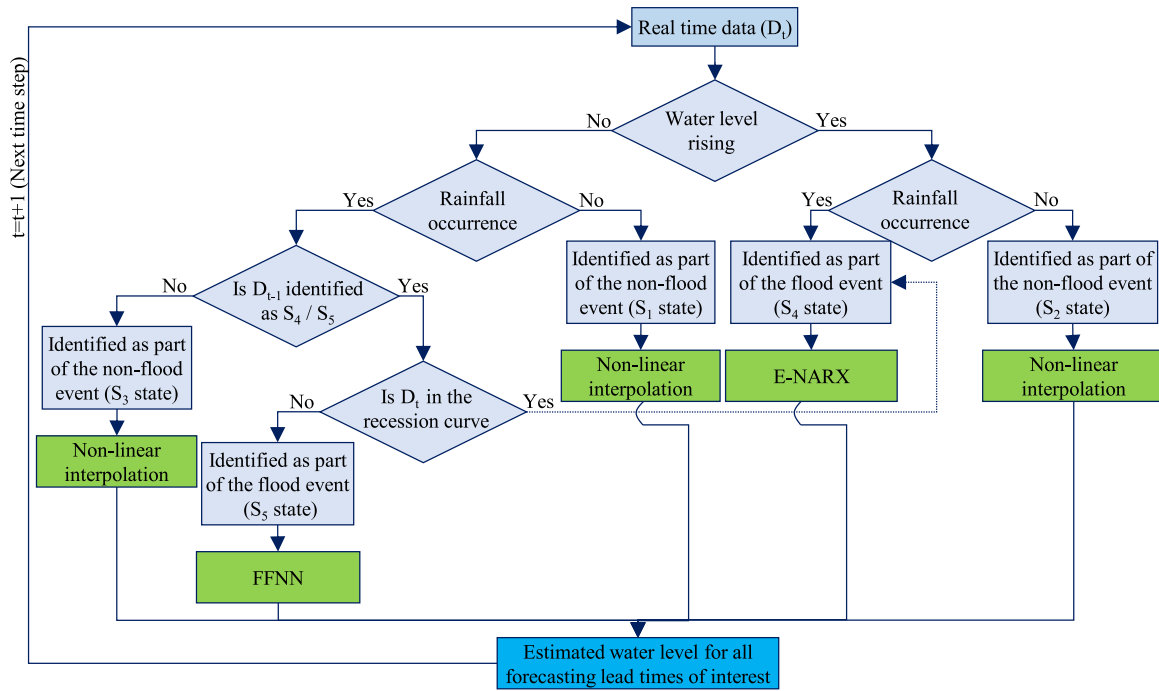 Real time data (Dₜ)
t=t+1 (Next time step)
Water level
rising
No
Yes
Rainfall
occurrence
Yes
No
Rainfall
occurrence
Yes
No
Is Dₜ₋₁ identified
as S₄ / S₅
No
Yes
Identified as part
of the non-flood
event (S₁ state)
Identified as part
of the flood event
(S₄ state)
Identified as part of
the non-flood event
(S₂ state)
Identified as part
of the non-flood
event (S₃ state)
Non-linear
interpolation
E-NARX
Non-linear
interpolation
Is Dₜ in the
recession curve
No
Yes
Non-linear
interpolation
Identified as part
of the flood event
(S₅ state)
FFNN
Estimated water level for all
forecasting lead times of interest